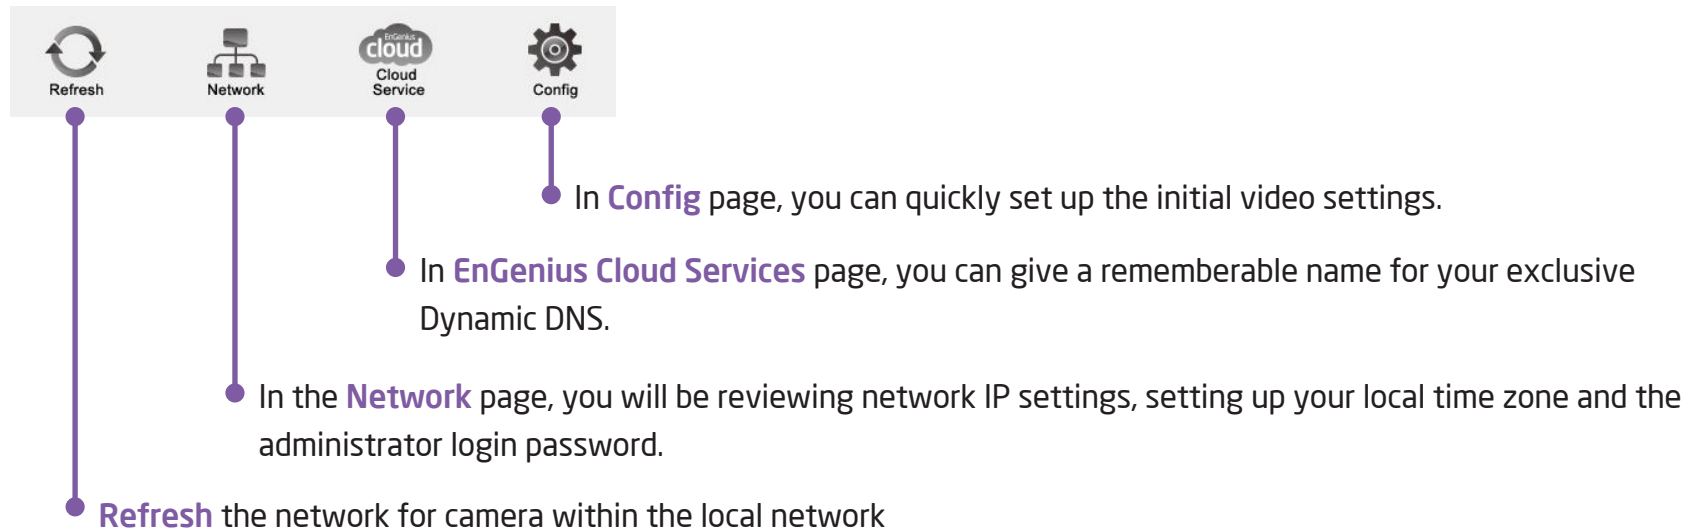 EnGenius
cloud
Refresh
Network
Cloud
Service
Config
In Config page, you can quickly set up the initial video settings.
In EnGenius Cloud Services page, you can give a rememberable name for your exclusive
Dynamic DNS.
In the Network page, you will be reviewing network IP settings, setting up your local time zone and the
administrator login password.
Refresh the network for camera within the local network